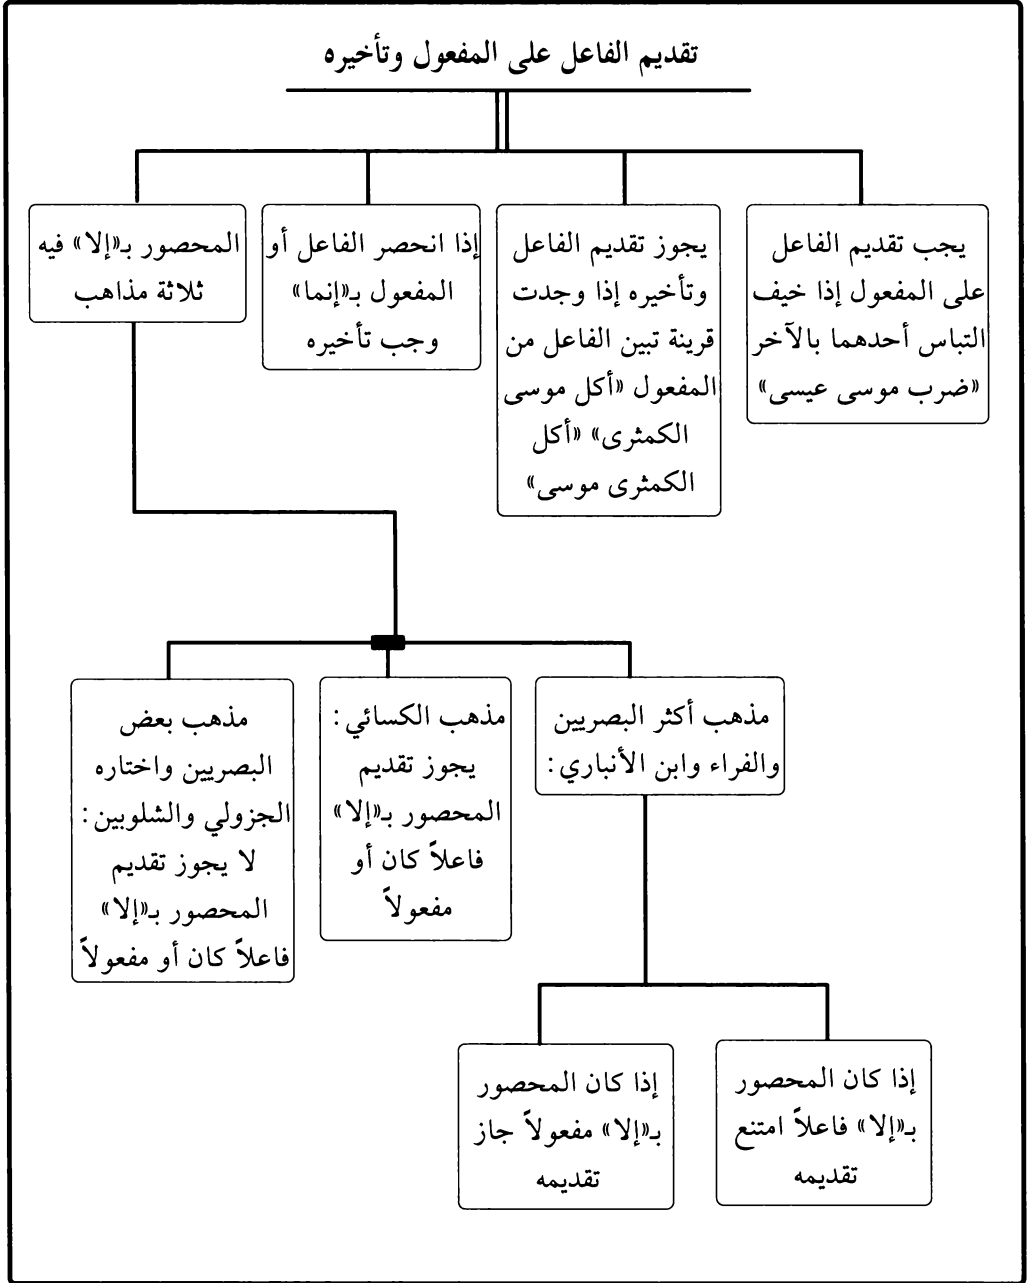 تقديم الفاعل على المفعول وتأخيره
يجب تقديم الفاعل
على المفعول إذا خيف
التباس أحدهما بالآخر
«ضرب موسى عيسى»
يجوز تقديم الفاعل
وتأخيره إذا وجدت
قرينة تبين الفاعل من
المفعول «أكل موسى
الكمثرى» «أكل
الكمثرى موسى»
إذا انحصر الفاعل أو
المفعول بـ«إنما»
وجب تأخيره
المحصور بـ«إلا» فيه
ثلاثة مذاهب
مذهب أكثر البصريين
والفراء وابن الأنباري:
مذهب الكسائي:
يجوز تقديم
المحصور بـ«إلا»
فاعلاً كان أو
مفعولاً
مذهب بعض
البصريين واختاره
الجزولي والشلوبين:
لا يجوز تقديم
المحصور بـ«إلا»
فاعلاً كان أو مفعولاً
إذا كان المحصور
بـ«إلا» فاعلاً امتنع
تقديمه
إذا كان المحصور
بـ«إلا» مفعولاً جاز
تقديمه